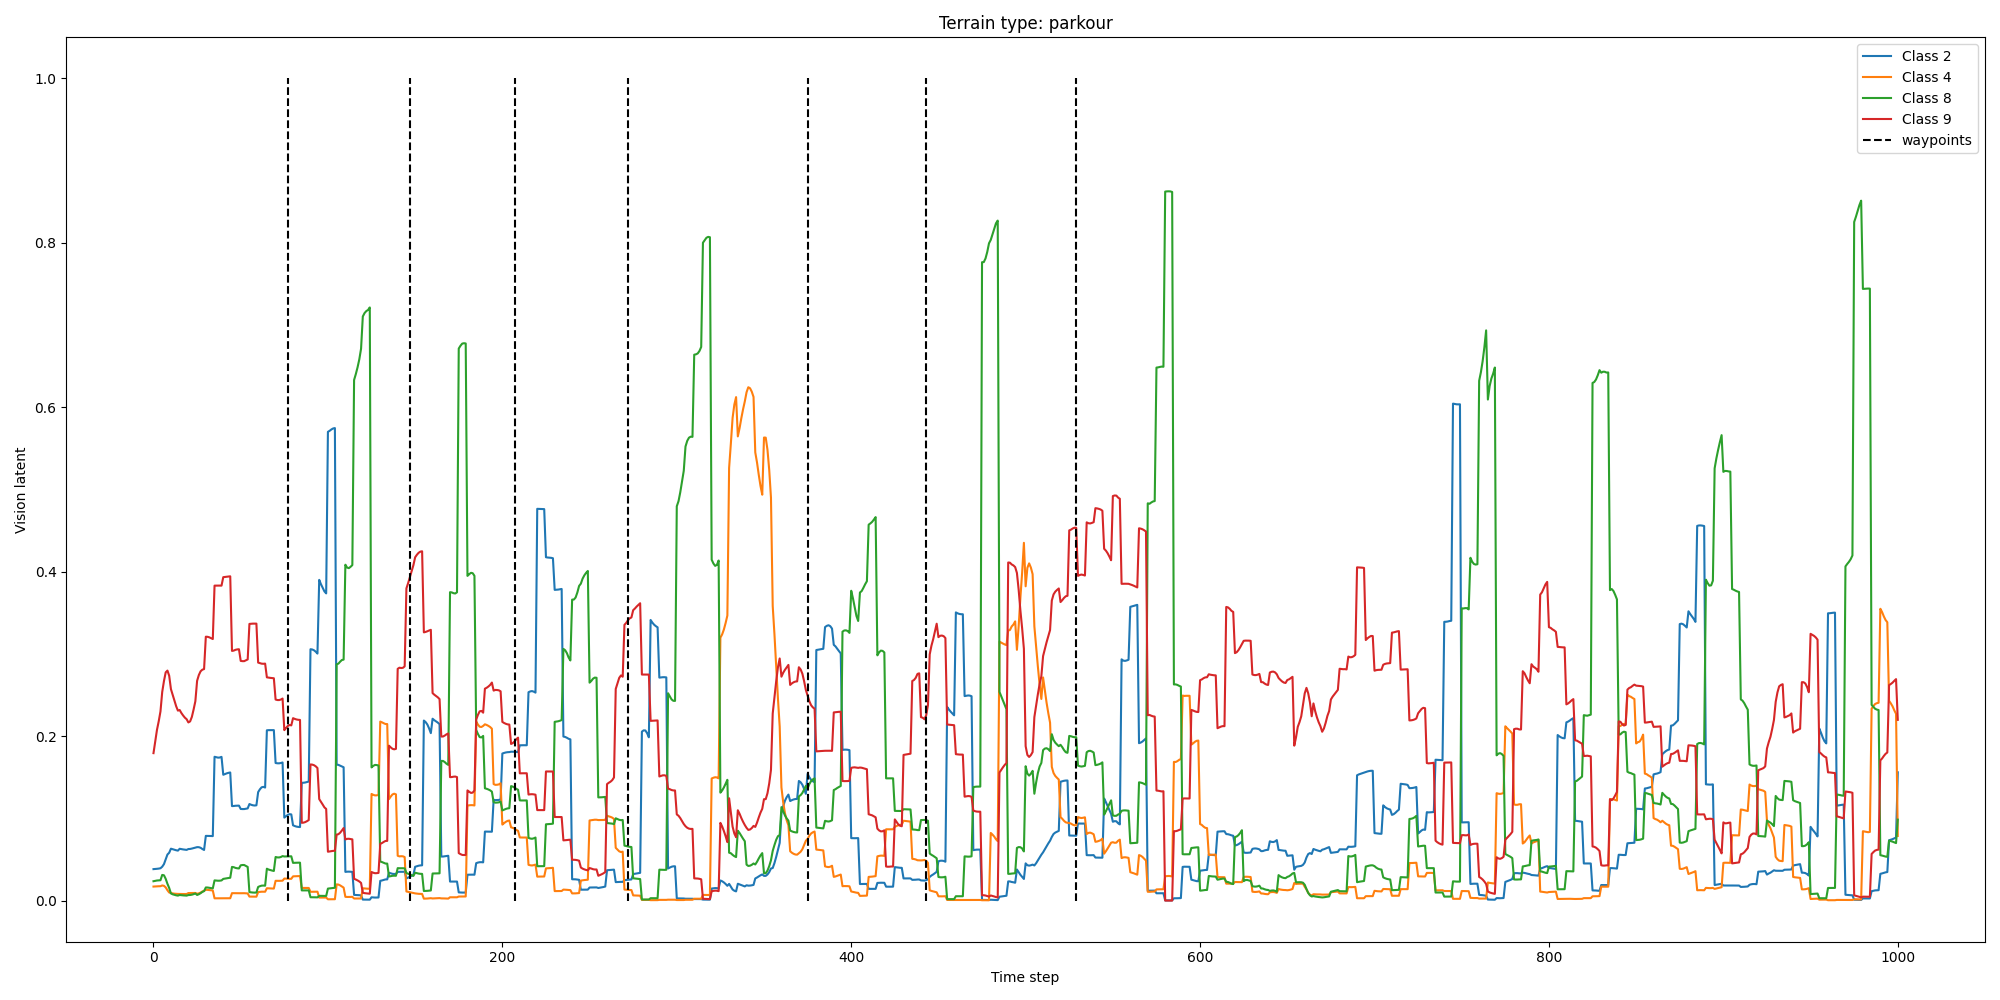 Terrain type: parkour
Class 2
Class 4
Class 8
Class 9
waypoints
Vision latent
1.0
0.8
0.6
0.4
0.2
0.0
0 200 400 600 800 1000
Time step